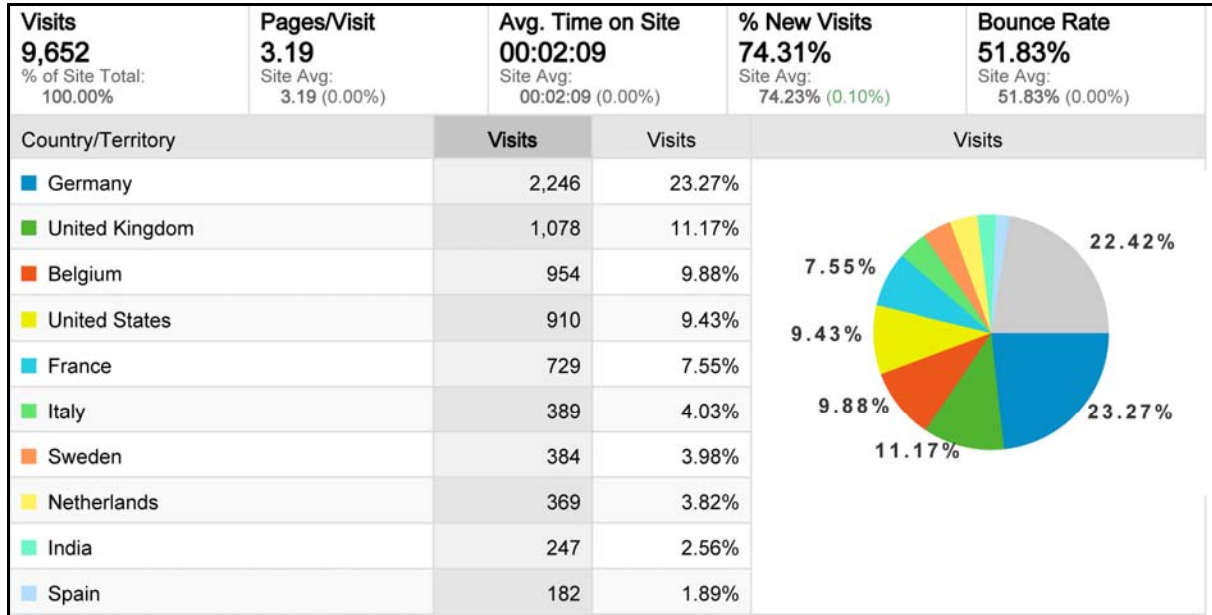 Visits
9,652
% of Site Total:
100.00%
Pages/Visit
3.19
Site Avg:
3.19 (0.00%)
Avg. Time on Site
00:02:09
Site Avg:
00:02:09 (0.00%)
% New Visits
74.31%
Site Avg:
74.23% (0.10%)
Bounce Rate
51.83%
Site Avg:
51.83% (0.00%)
Country/Territory Visits Visits Visits
Germany 2,246 23.27%
United Kingdom 1,078 11.17%
Belgium 954 9.88%
United States 910 9.43%
France 729 7.55%
Italy 389 4.03%
Sweden 384 3.98%
Netherlands 369 3.82%
India 247 2.56%
Spain 182 1.89%
22.42%
7.55%
9.43%
9.88%
23.27%
11.17%